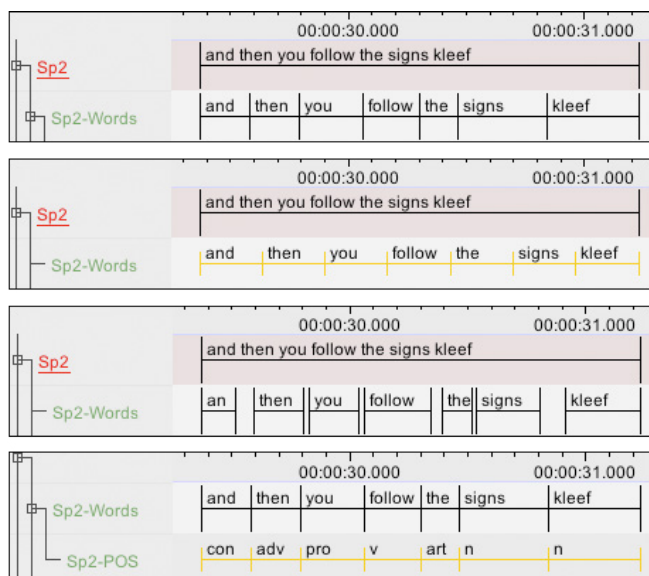 00:00:30.000 00:00:31.000
Sp2 and then you follow the signs kleef
Sp2-Words and then you follow the signs kleef
00:00:30.000 00:00:31.000
Sp2 and then you follow the signs kleef
Sp2-Words and then you follow the signs kleef
00:00:30.000 00:00:31.000
Sp2 and then you follow the signs kleef
Sp2-Words an then you follow the signs kleef
00:00:30.000 00:00:31.000
Sp2-Words and then you follow the signs kleef
Sp2-POS con adv pro v art n n